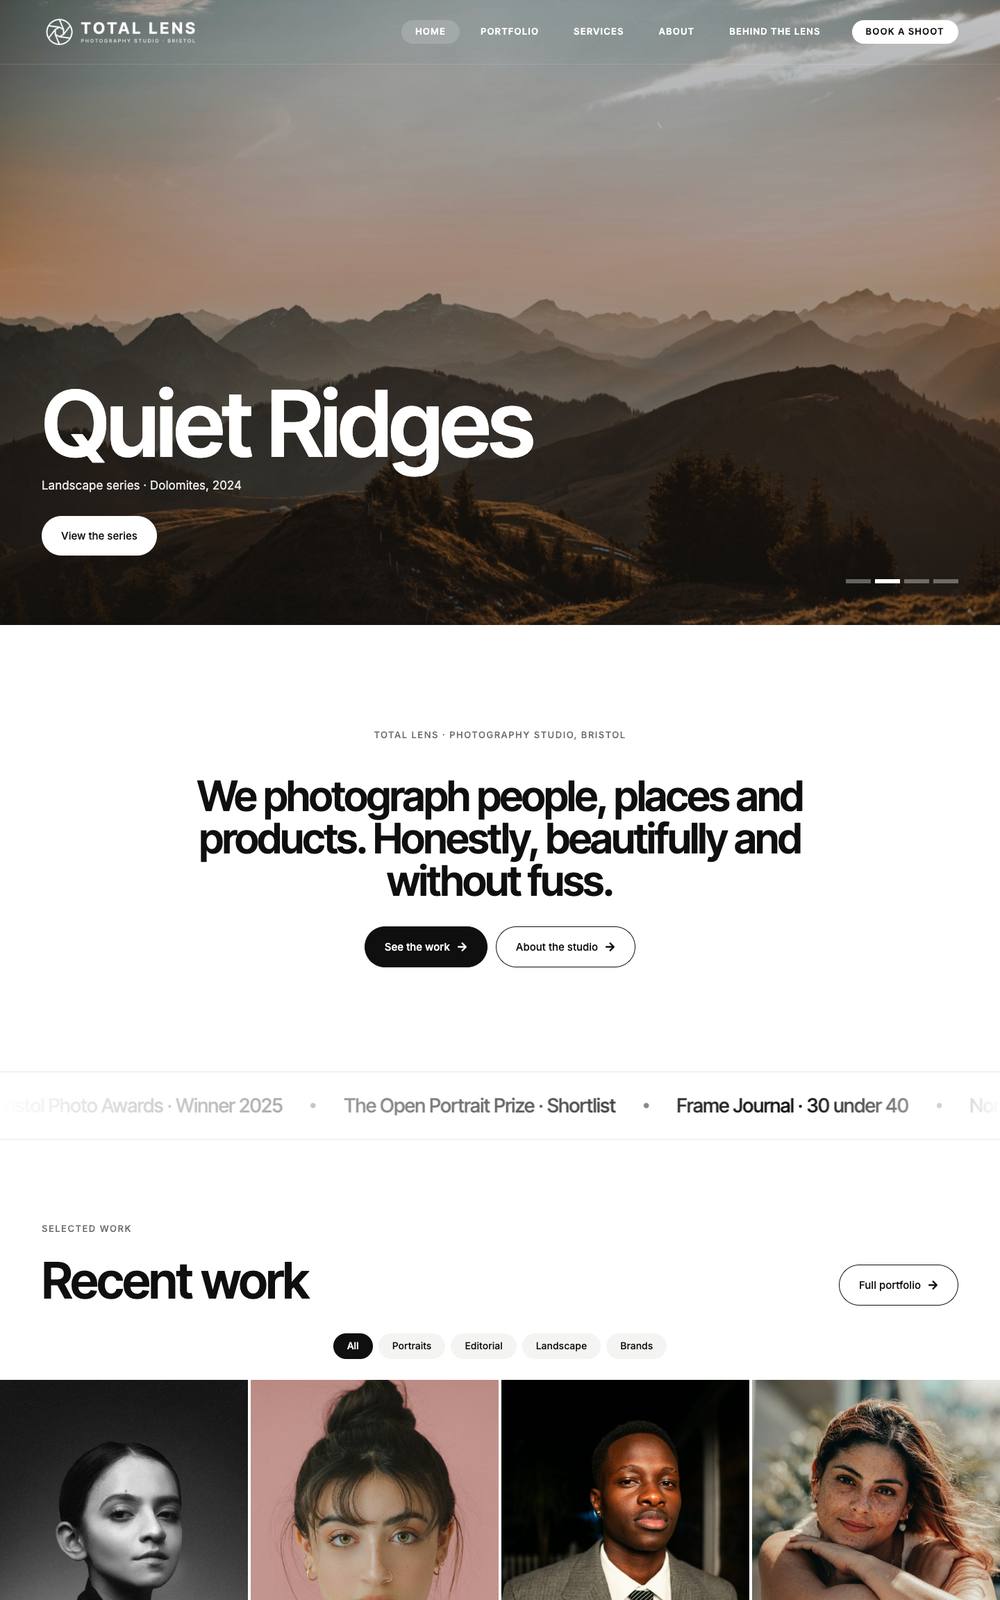 TOTAL LENS
PHOTOGRAPHY STUDIO · BRISTOL
HOME
PORTFOLIO
SERVICES
ABOUT
BEHIND THE LENS
BOOK A SHOOT
Quiet Ridges
Landscape series · Dolomites, 2024
View the series
TOTAL LENS · PHOTOGRAPHY STUDIO, BRISTOL
We photograph people, places and
products. Honestly, beautifully and
without fuss.
See the work →
About the studio →
Photo Awards · Winner 2025 • The Open Portrait Prize · Shortlist • Frame Journal · 30 under 40 •
SELECTED WORK
Recent work
Full portfolio →
All
Portraits
Editorial
Landscape
Brands